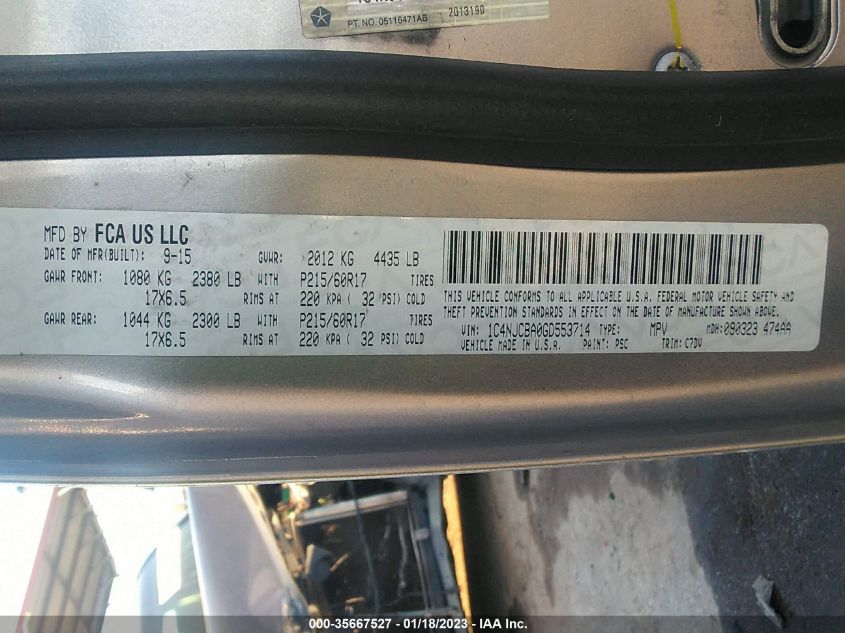 PT. NO. 05116471AB
2013190
MFD BY FCA US LLC
DATE OF MFR(BUILT): 9-15 GVWR: 2012 KG 4435 LB
GAWR FRONT: 1080 KG 2380 LB WITH P215/60R17 TIRES
17X6.5 RIMS AT 220 KPA ( 32 PSI) COLD
GAWR REAR: 1044 KG 2300 LB WITH P215/60R17 TIRES
17X6.5 RIMS AT 220 KPA ( 32 PSI) COLD
THIS VEHICLE CONFORMS TO ALL APPLICABLE U.S.A. FEDERAL MOTOR VEHICLE SAFETY AND
THEFT PREVENTION STANDARDS IN EFFECT ON THE DATE OF MANUFACTURE SHOWN ABOVE.
VIN: 1C4NJCBA0GD553714 TYPE: MPV MDH: 090323 474AA
VEHICLE MADE IN U.S.A. PAINT: PSC TRIM: C7DV
000-35667527 - 01/18/2023 - IAA Inc.